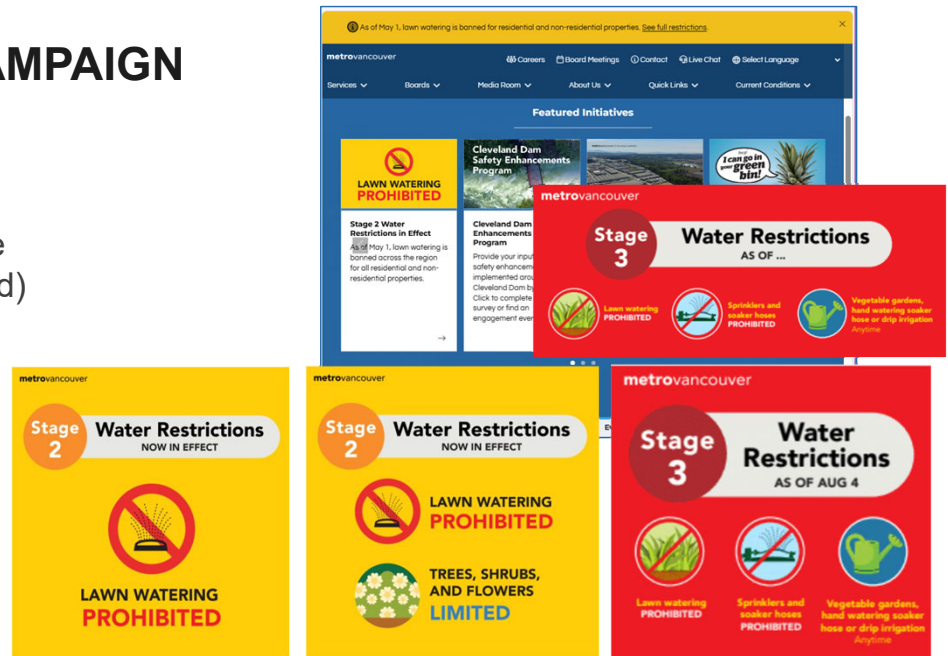 AMPAIGN
e
d)
As of May 1, lawn watering is banned for residential and non-residential properties. See full restrictions.
metrovancouver
Careers Board Meetings Contact Live Chat Select Language
Services Boards Media Room About Us Quick Links Current Conditions
Featured Initiatives
LAWN WATERING
PROHIBITED
Stage 2 Water
Restrictions in Effect
As of May 1, lawn watering is
banned across the region
for all residential and non-
residential properties.
Cleveland Dam
Safety Enhancements
Program
Cleveland Dam
Enhancements
Program
Provide your input
safety enhanceme
implemented arou
Cleveland Dam by
Click to complete
survey or find an
engagement even
I can go in
your green
bin!
metrovancouver
Stage
3
Water Restrictions
AS OF ...
Lawn watering
PROHIBITED
Sprinklers and
soaker hoses
PROHIBITED
Vegetable gardens,
hand watering soaker
hose or drip irrigation
Anytime
metrovancouver
Stage
2
Water Restrictions
NOW IN EFFECT
LAWN WATERING
PROHIBITED
metrovancouver
Stage
2
Water Restrictions
NOW IN EFFECT
LAWN WATERING
PROHIBITED
TREES, SHRUBS,
AND FLOWERS
LIMITED
metrovancouver
Stage
3
Water
Restrictions
AS OF AUG 4
Lawn watering
PROHIBITED
Sprinklers and
soaker hoses
PROHIBITED
Vegetable gardens,
hand watering soaker
hose or drip irrigation
Anytime